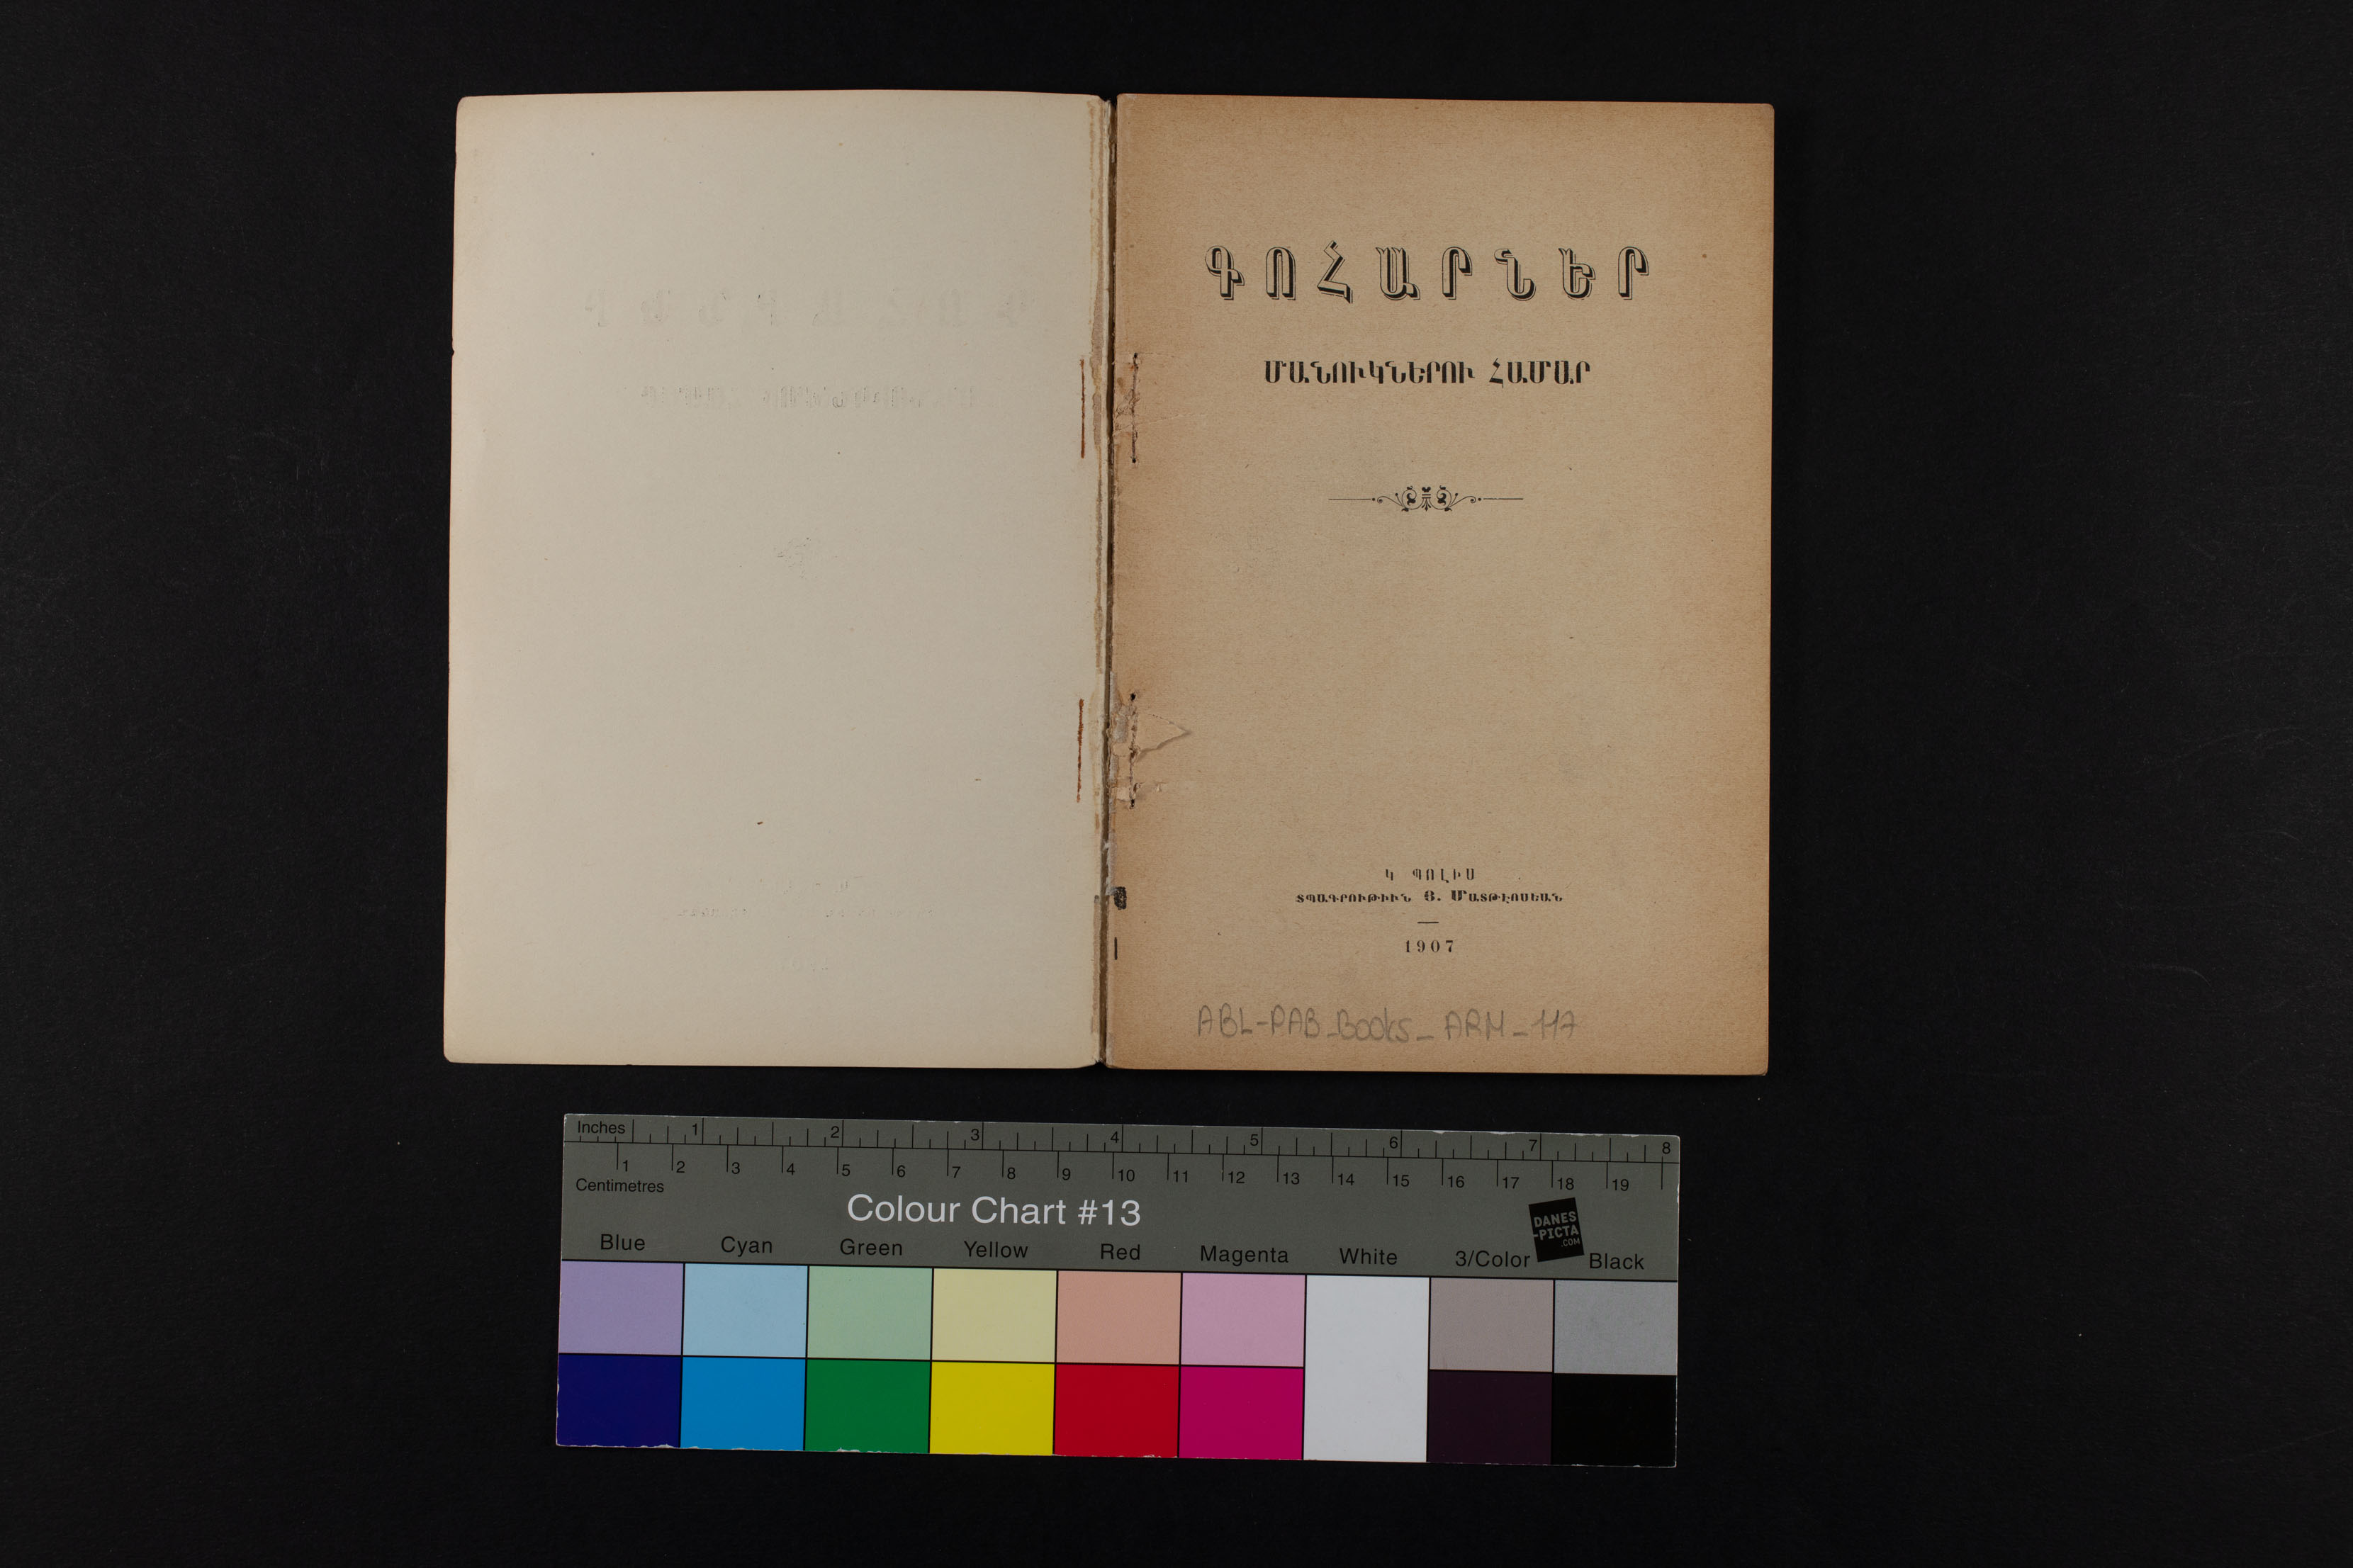 ԳՈՀԱՐՆԵՐ
ՄԱՆՈՒԿՆԵՐՈՒ ՀԱՄԱՐ
Կ ՊՈԼԻՍ
ՏՊԱԳՐՈՒԹԻՒՆ Յ. ՄԱՏԹԷՈՍԵԱՆ
1907
ABL-PAB-Books_ARM_117
Inches 1 2 3 4 5 6 7 8
1 2 3 4 5 6 7 8 9 10 11 12 13 14 15 16 17 18 19
Centimetres
Colour Chart #13
DANES
-PICTA
.COM
Blue Cyan Green Yellow Red Magenta White 3/Color Black